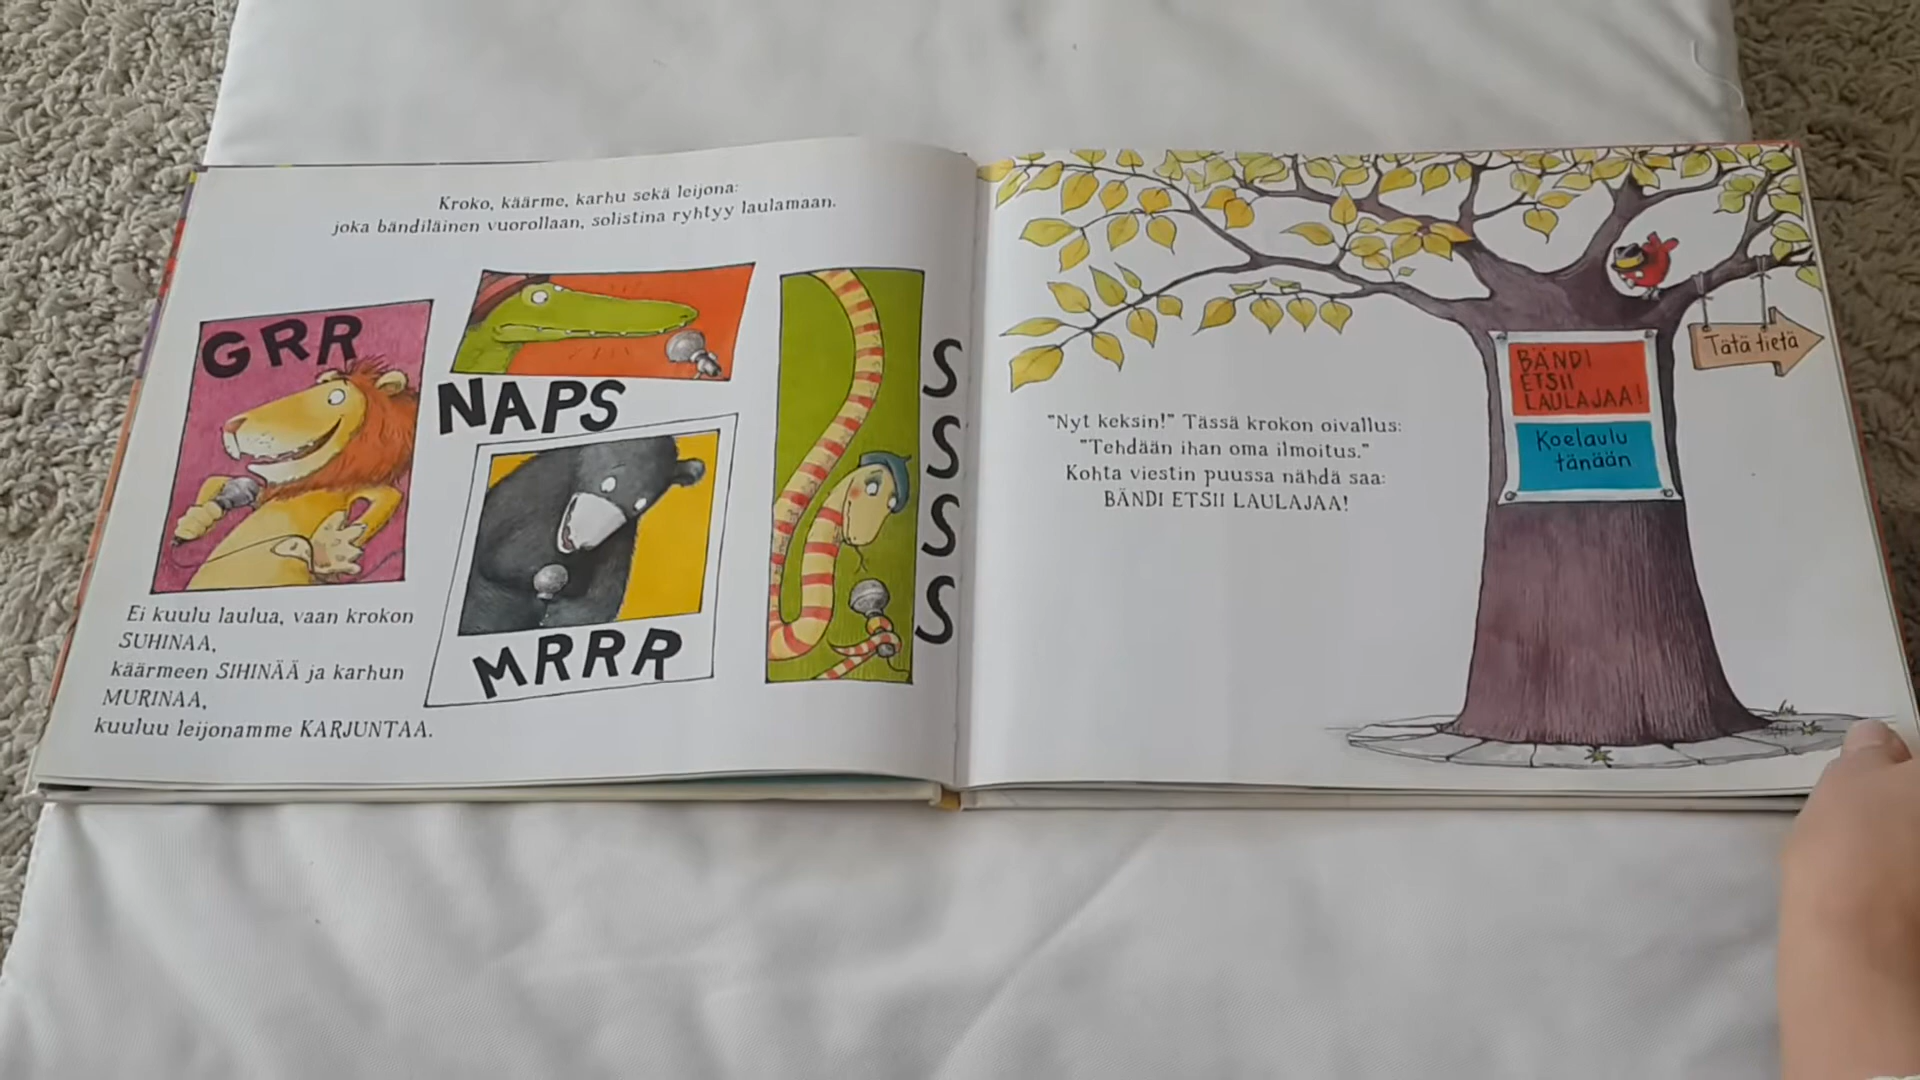 Kroko, käärme, karhu sekä leijona:
joka bändiläinen vuorollaan, solistina ryhtyy laulamaan.
GRR
NAPS
MRRR
S
S
S
S
Ei kuulu laulua, vaan krokon
SUHINAA,
käärmeen SIHINÄÄ ja karhun
MURINAA,
kuuluu leijonamme KARJUNTAA.
"Nyt keksin!" Tässä krokon oivallus:
"Tehdään ihan oma ilmoitus."
Kohta viestin puussa nähdä saa:
BÄNDI ETSII LAULAJAA!
BÄNDI
ETSII
LAULAJAA!
Koelaulu
tänään
Tätä tietä